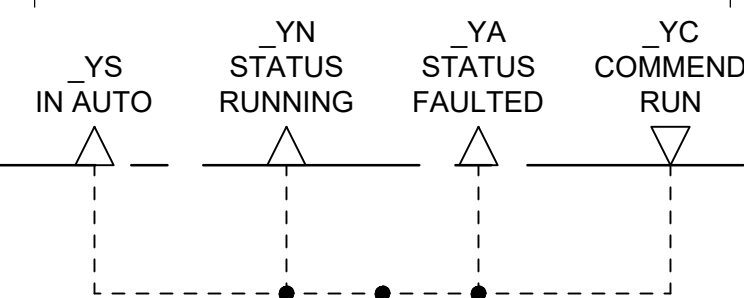 _YS
IN AUTO
_YN
STATUS
RUNNING
_YA
STATUS
FAULTED
_YC
COMMEND
RUN